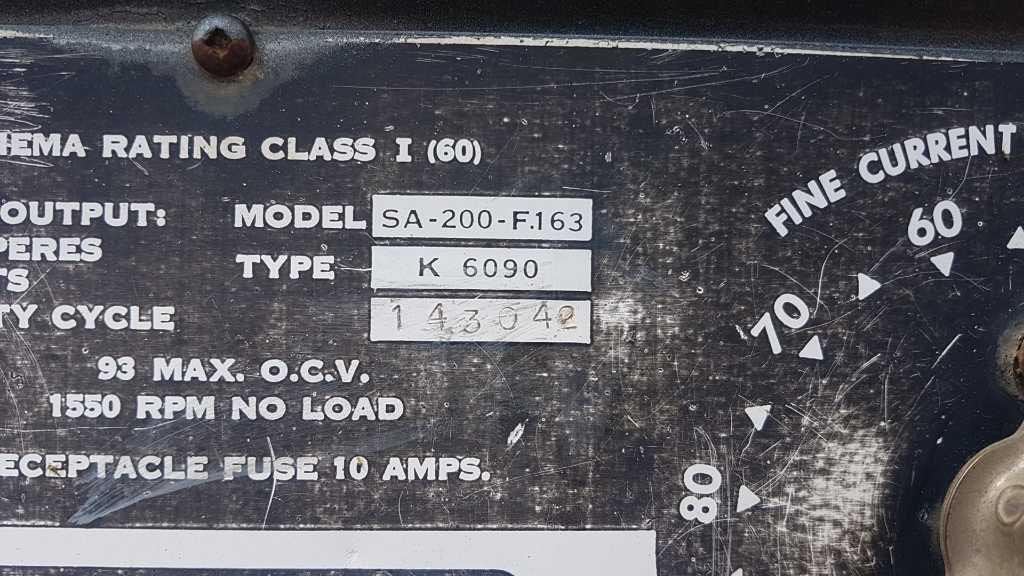 NEMA RATING CLASS I (60)
OUTPUT: MODEL SA-200-F.163
PERES TYPE K 6090
TS
TY CYCLE 143042
93 MAX. O.C.V.
1550 RPM NO LOAD
RECEPTACLE FUSE 10 AMPS.
FINE CURRENT
60
70
80